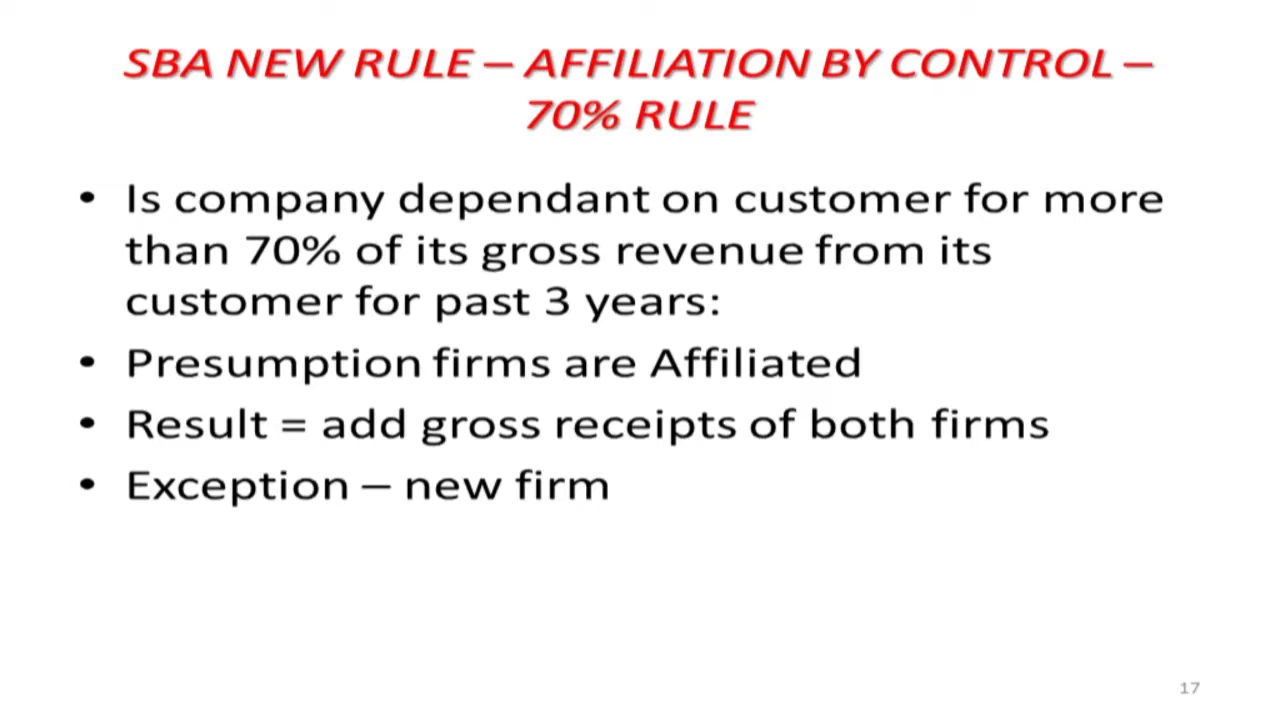 SBA NEW RULE – AFFILIATION BY CONTROL –
70% RULE
• Is company dependant on customer for more
than 70% of its gross revenue from its
customer for past 3 years:
• Presumption firms are Affiliated
• Result = add gross receipts of both firms
• Exception – new firm
17